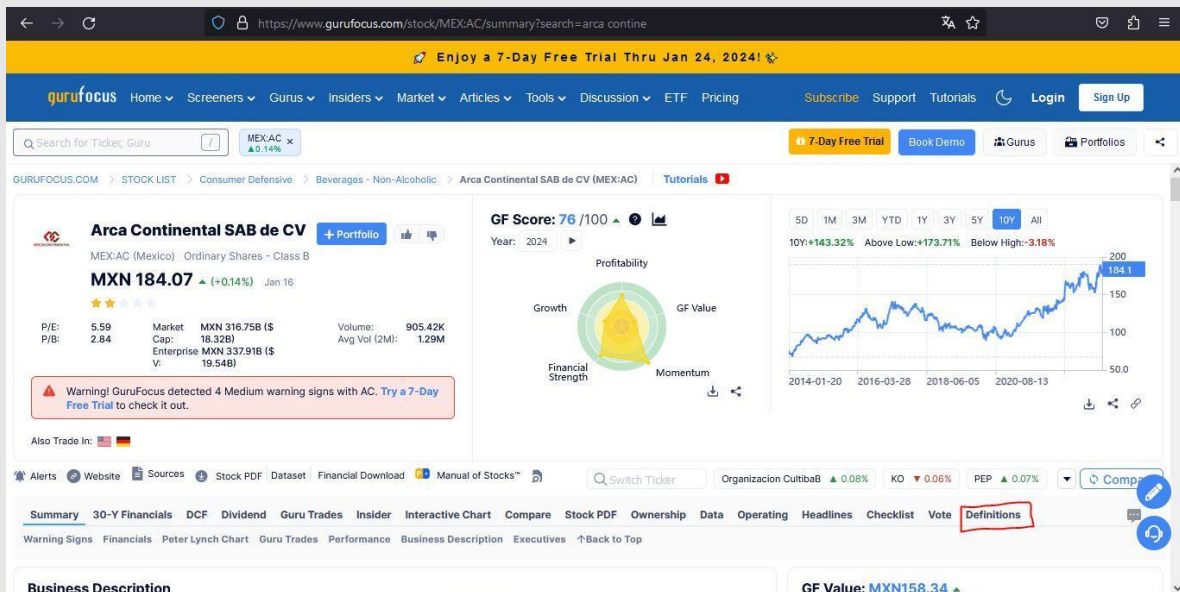 https://www.gurufocus.com/stock/MEX:AC/summary?search=arca contine
Enjoy a 7-Day Free Trial Thru Jan 24, 2024!
gurufocus Home Screeners Gurus Insiders Market Articles Tools Discussion ETF Pricing Subscribe Support Tutorials Login Sign Up
Search for Ticker, Guru / MEX:AC × 7-Day Free Trial Book Demo Gurus Portfolios
▲0.14%
GURUFOCUS.COM > STOCK LIST > Consumer Defensive > Beverages - Non-Alcoholic > Arca Continental SAB de CV (MEX:AC) Tutorials
Arca Continental SAB de CV + Portfolio
MEX:AC (Mexico) Ordinary Shares - Class B
MXN 184.07 ▲ (+0.14%) Jan 16
P/E: 5.59 Market Cap: MXN 316.75B ($ 18.32B) Volume: 905.42K
P/B: 2.84 Enterprise V: MXN 337.91B ($ 19.54B) Avg Vol (2M): 1.29M
Warning! GuruFocus detected 4 Medium warning signs with AC. Try a 7-Day
Free Trial to check it out.
Also Trade In:
GF Score: 76 /100 ▲
Year: 2024
Profitability
Growth GF Value
Financial Strength Momentum
5D 1M 3M YTD 1Y 3Y 5Y 10Y All
10Y:+143.32% Above Low:+173.71% Below High:-3.18%
200
184.1
150
100
50.0
2014-01-20 2016-03-28 2018-06-05 2020-08-13
Alerts Website Sources Stock PDF Dataset Financial Download Manual of Stocks™ Switch Ticker Organizacion CultibaB ▲ 0.08% KO ▼ 0.06% PEP ▲ 0.07% Compa
Summary 30-Y Financials DCF Dividend Guru Trades Insider Interactive Chart Compare Stock PDF Ownership Data Operating Headlines Checklist Vote Definitions
Warning Signs Financials Peter Lynch Chart Guru Trades Performance Business Description Executives ↑Back to Top
Business Description GF Value: MXN158.34 ▲